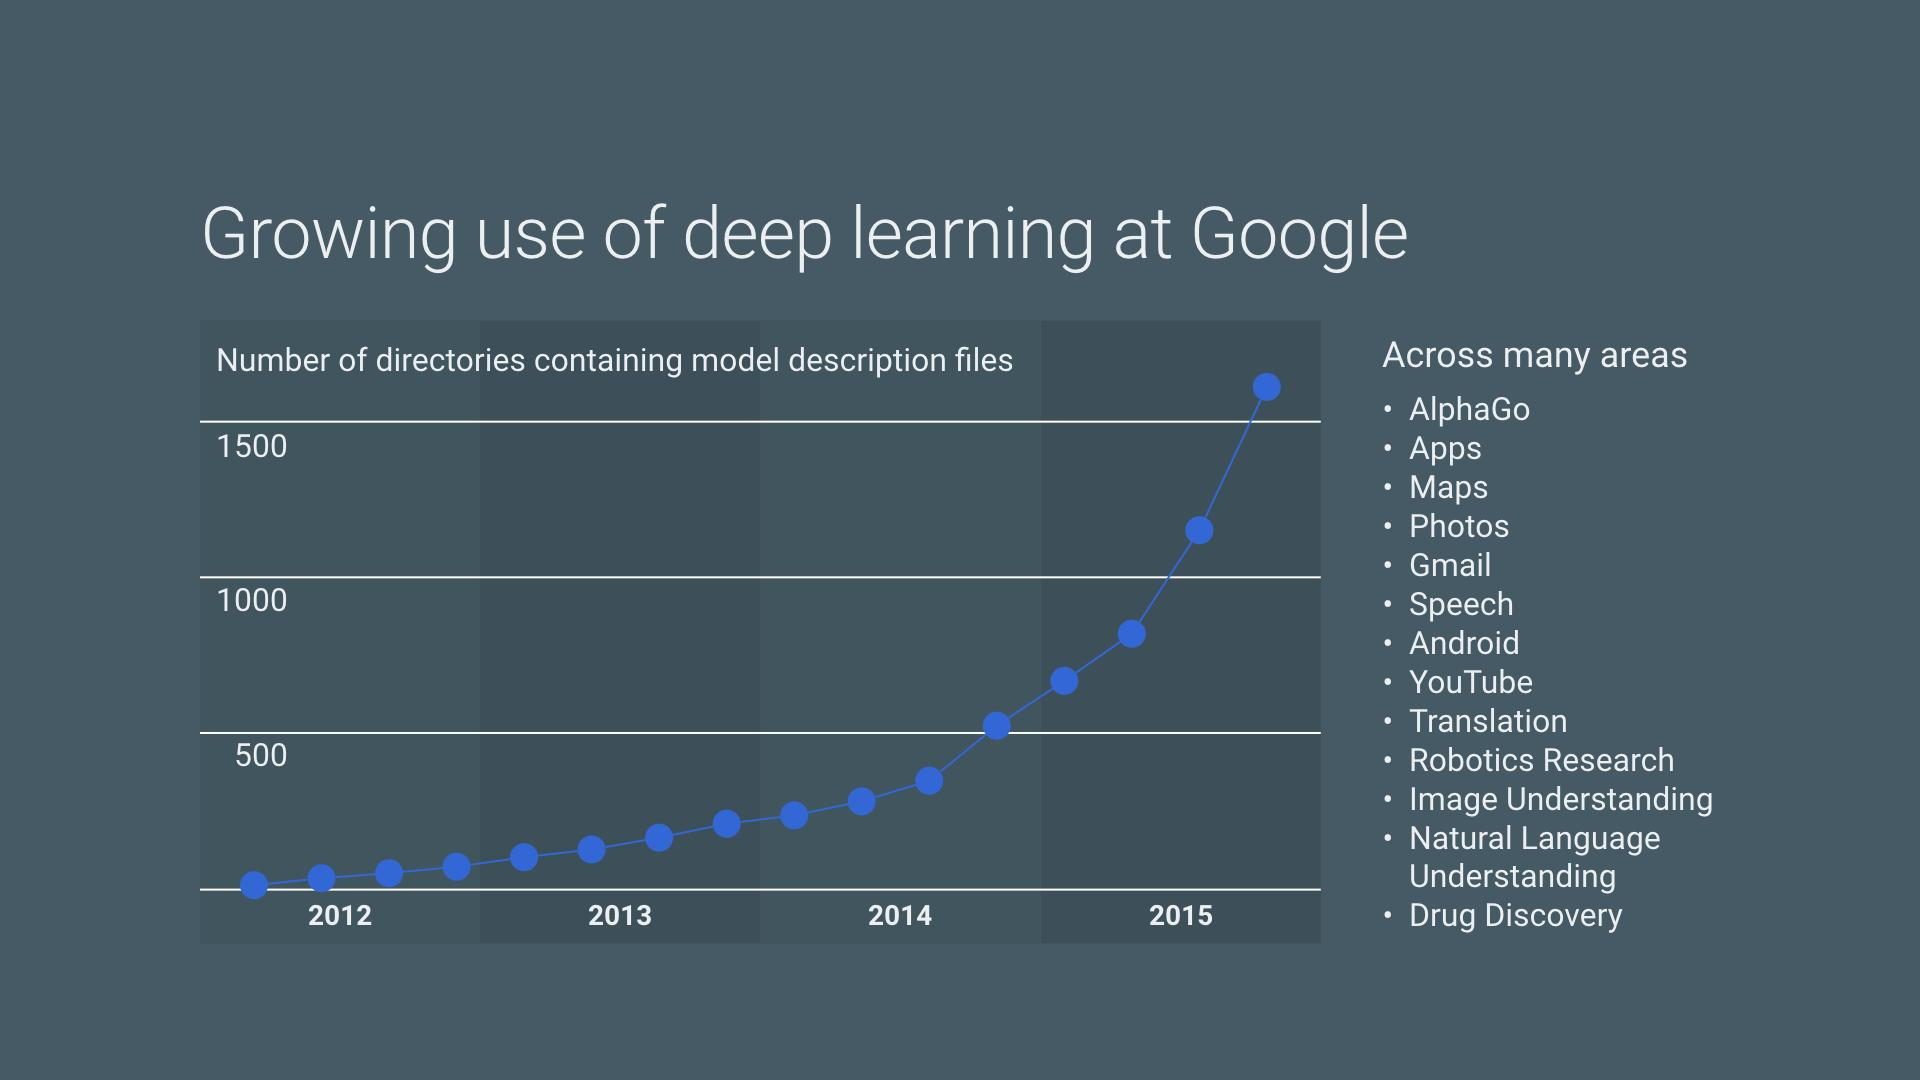 Growing use of deep learning at Google
Number of directories containing model description files
1500
1000
500
2012 2013 2014 2015
Across many areas
• AlphaGo
• Apps
• Maps
• Photos
• Gmail
• Speech
• Android
• YouTube
• Translation
• Robotics Research
• Image Understanding
• Natural Language
Understanding
• Drug Discovery